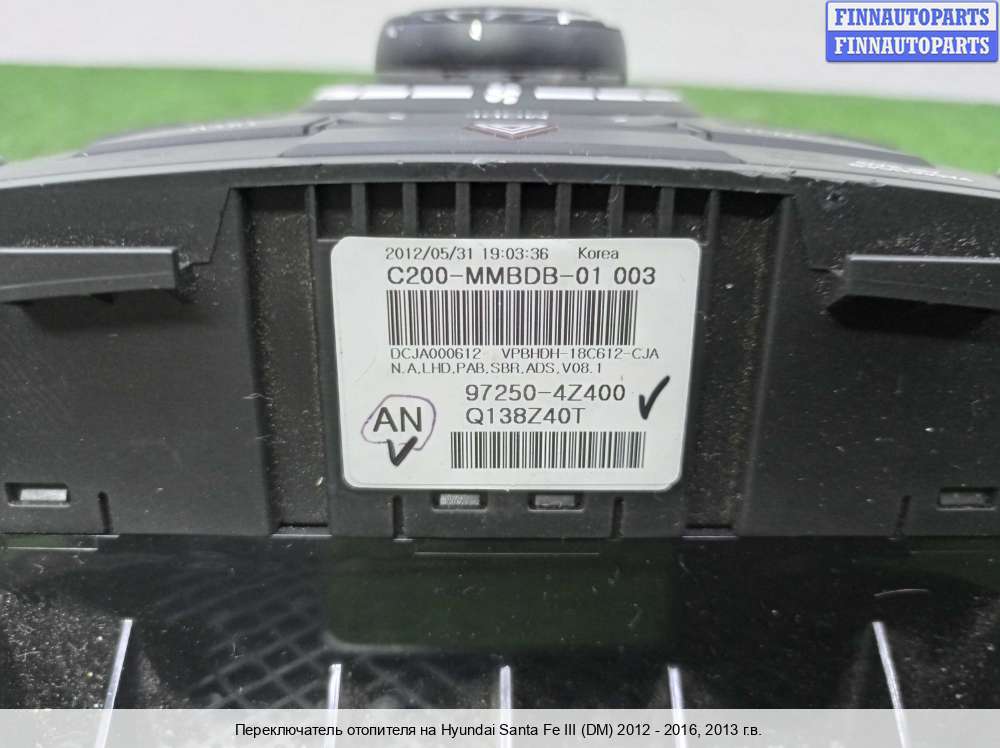 FINNAUTOPARTS
FINNAUTOPARTS
2012/05/31 19:03:36 Korea
C200-MMBDB-01 003
DCJA000612 VPBHDH-18C612-CJA
N.A,LHD,PAB,SBR,ADS,V08.1
97250-4Z400
AN
Q138Z40T
Переключатель отопителя на Hyundai Santa Fe III (DM) 2012 - 2016, 2013 г.в.